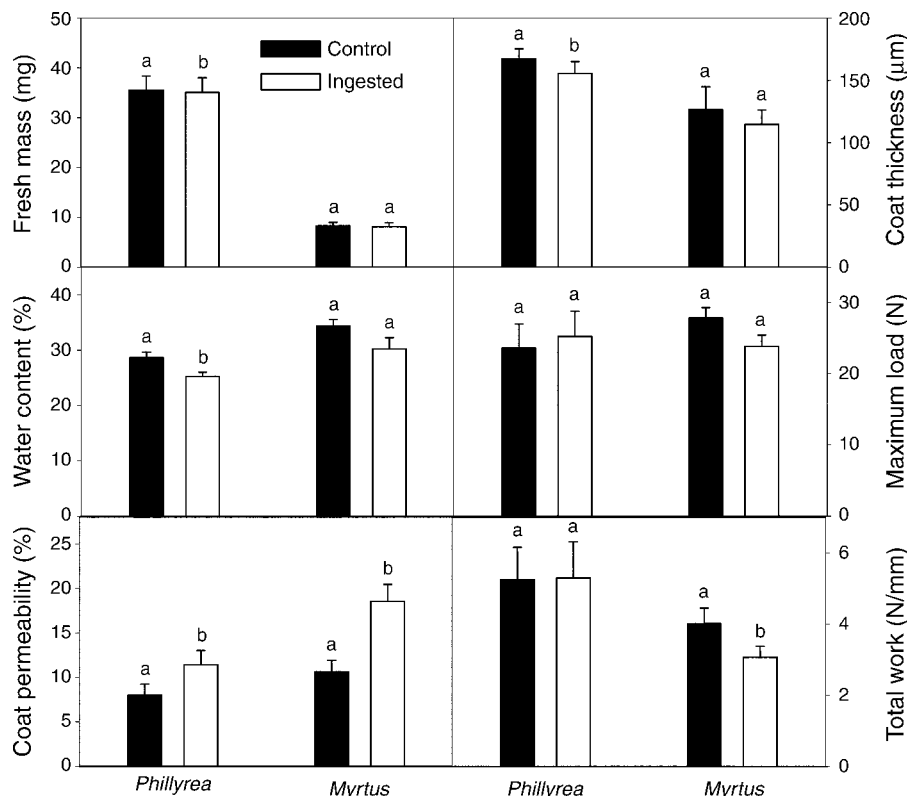 Fresh mass (mg)
50
40
30
20
10
0
a
b
a
a
Control
Ingested
a
b
a
a
200
150
100
50
0
Coat thickness (µm)
Water content (%)
40
30
20
10
0
a
b
a
a
a
a
a
a
30
20
10
0
Maximum load (N)
Coat permeability (%)
25
20
15
10
5
0
a
b
a
b
a
a
a
b
6
4
2
0
Total work (N/mm)
Phillyrea
Myrtus
Phillyrea
Myrtus